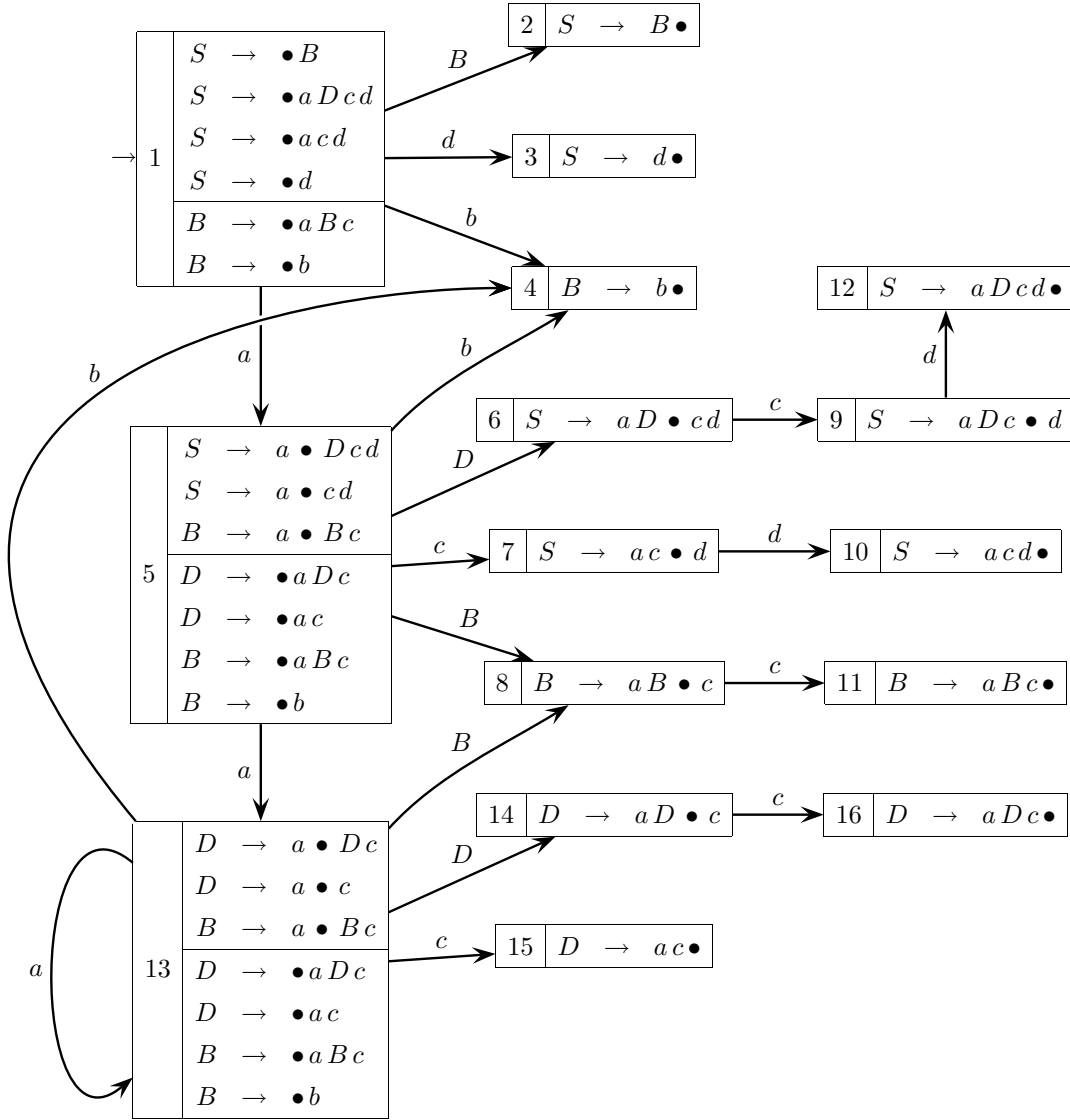 → 1
S → • B
S → • a D c d
S → • a c d
S → • d
B → • a B c
B → • b
B
2 S → B •
d
3 S → d •
b
4 B → b •
a
b
b
5
S → a • D c d
S → a • c d
B → a • B c
D → • a D c
D → • a c
B → • a B c
B → • b
D
6 S → a D • c d
c
9 S → a D c • d
d
12 S → a D c d •
c
7 S → a c • d
d
10 S → a c d •
B
8 B → a B • c
c
11 B → a B c •
a
B
13
D → a • D c
D → a • c
B → a • B c
D → • a D c
D → • a c
B → • a B c
B → • b
D
14 D → a D • c
c
16 D → a D c •
c
15 D → a c •
a